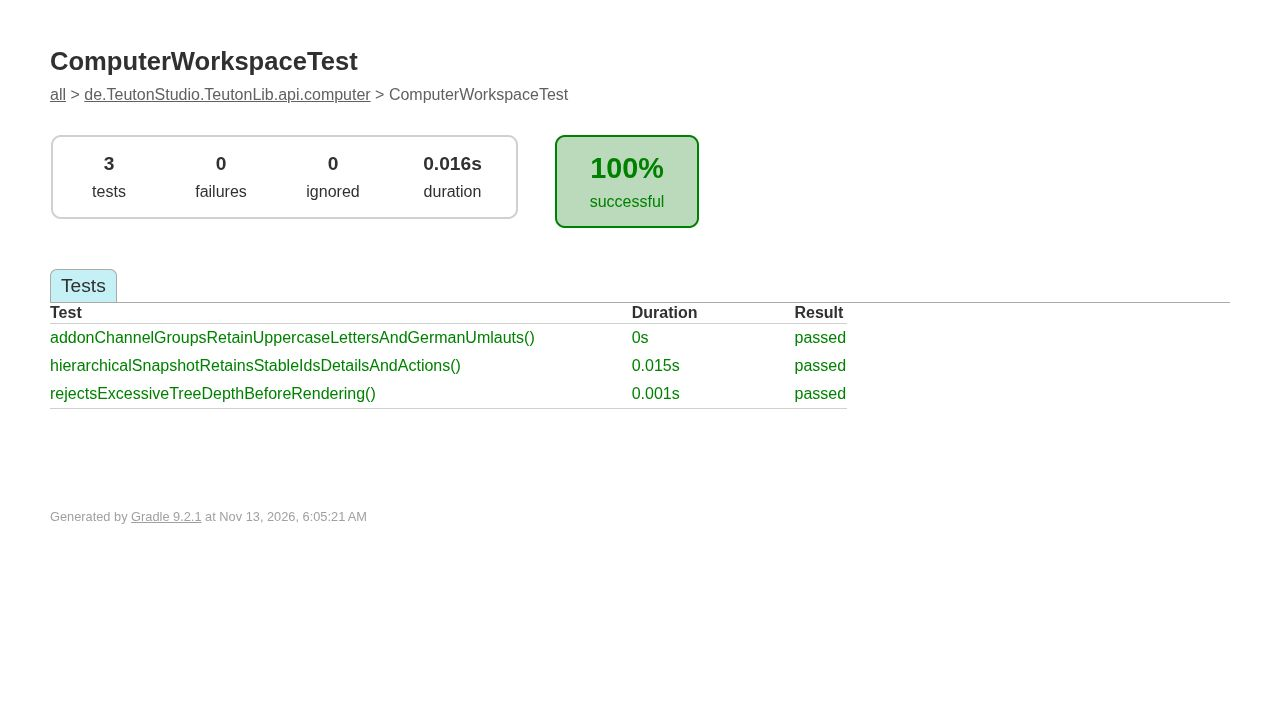 ComputerWorkspaceTest
all > de.TeutonStudio.TeutonLib.api.computer > ComputerWorkspaceTest
3 0 0 0.016s
tests failures ignored duration
100%
successful
Tests
Test Duration Result
addonChannelGroupsRetainUppercaseLettersAndGermanUmlauts() 0s passed
hierarchicalSnapshotRetainsStableIdsDetailsAndActions() 0.015s passed
rejectsExcessiveTreeDepthBeforeRendering() 0.001s passed
Generated by Gradle 9.2.1 at Nov 13, 2026, 6:05:21 AM